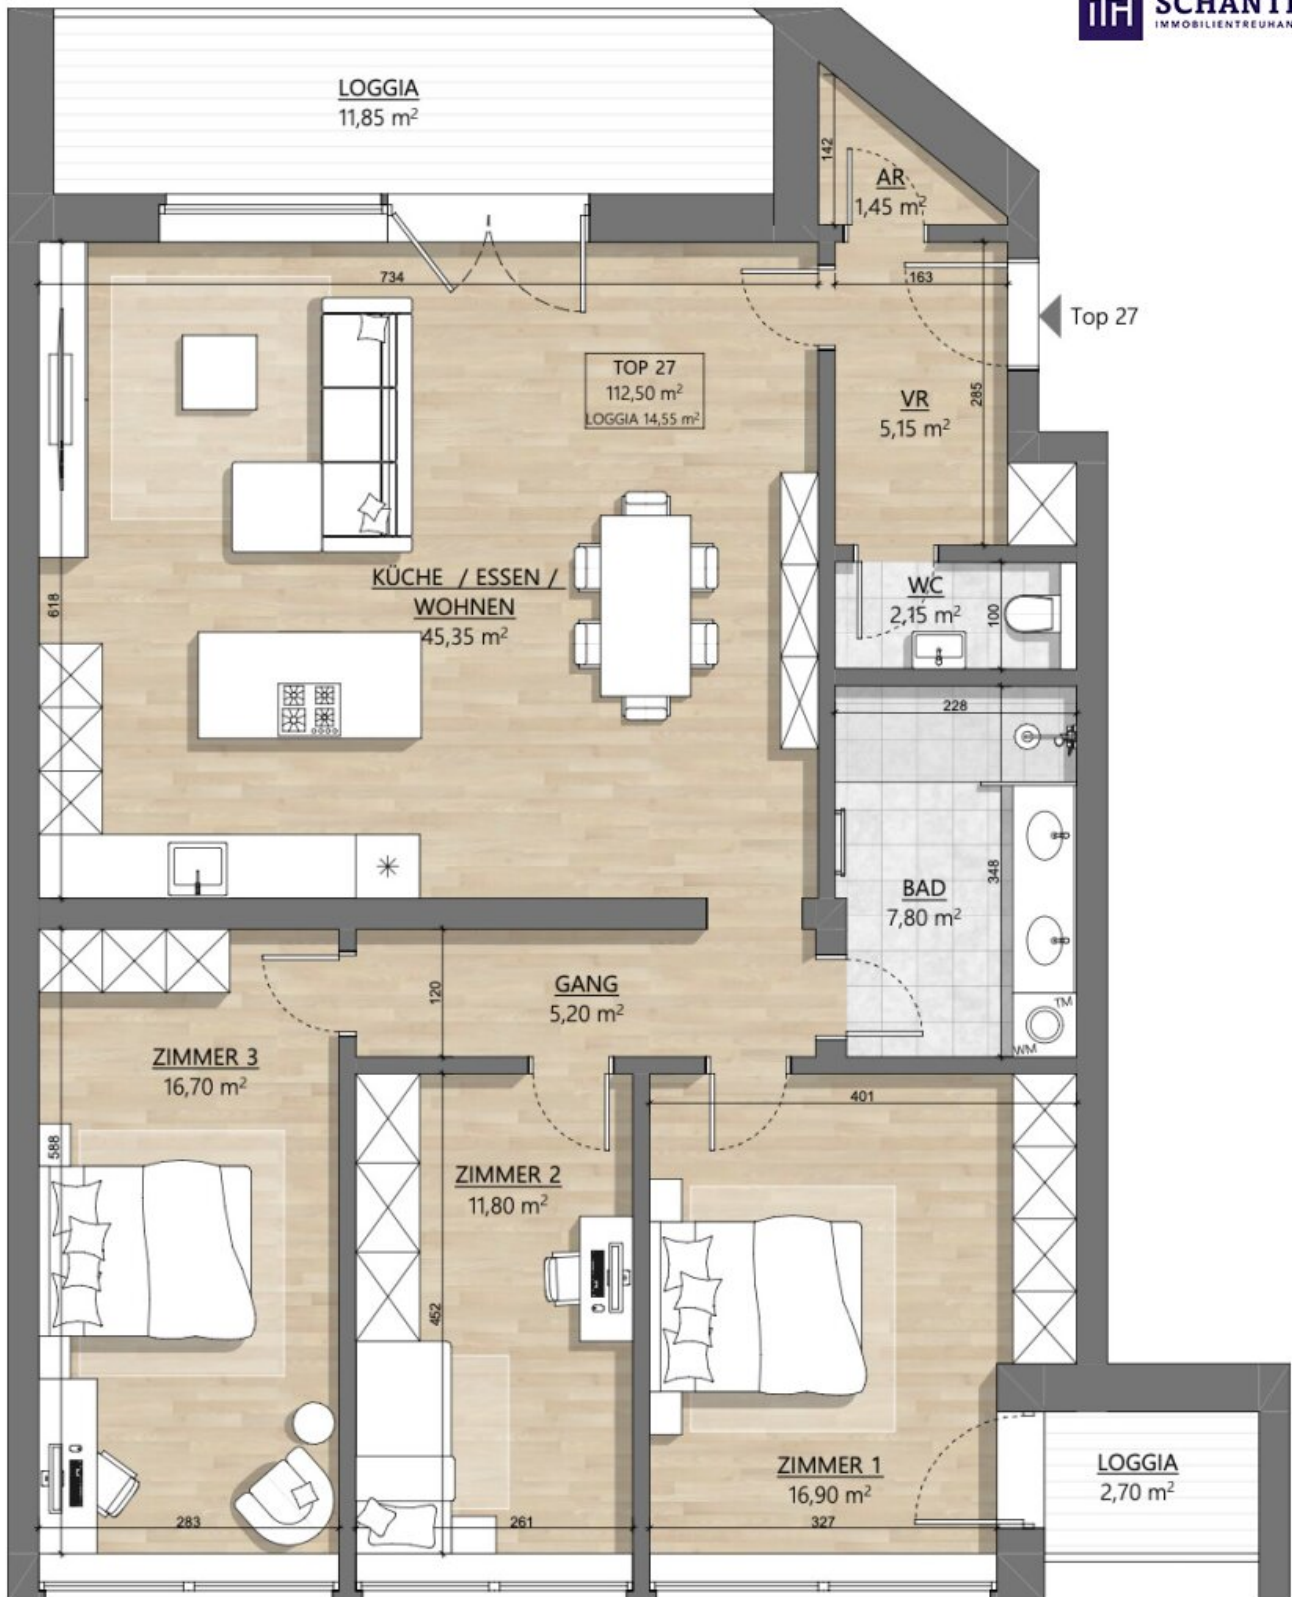 SCHANTL
IMMOBILIENTREUHAND
LOGGIA
11,85 m²
142
AR
1,45 m²
734
163
Top 27
TOP 27
112,50 m²
LOGGIA 14,55 m²
VR
5,15 m²
285
KÜCHE / ESSEN /
WOHNEN
45,35 m²
618
WC
2,15 m²
100
228
348
BAD
7,80 m²
TM
WM
GANG
5,20 m²
120
ZIMMER 3
16,70 m²
588
401
ZIMMER 2
11,80 m²
452
ZIMMER 1
16,90 m²
LOGGIA
2,70 m²
283
261
327